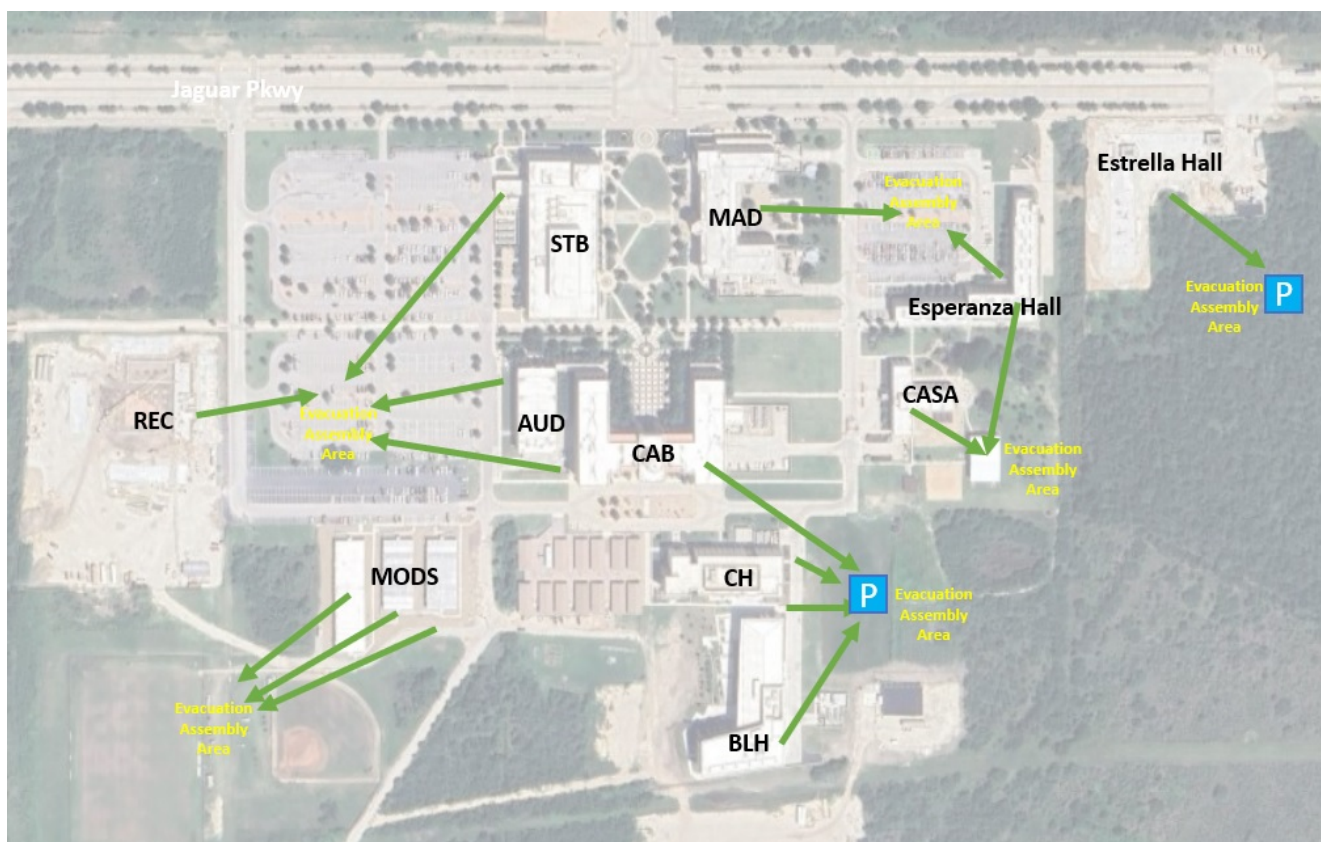 Jaguar Pkwy
Estrella Hall
Evacuation
Assembly
Area
MAD
STB
P
Evacuation
Assembly
Area
Esperanza Hall
CASA
REC
Evacuation
Assembly
Area
AUD
CAB
Evacuation
Assembly
Area
MODS
CH
P
Evacuation
Assembly
Area
Evacuation
Assembly
Area
BLH